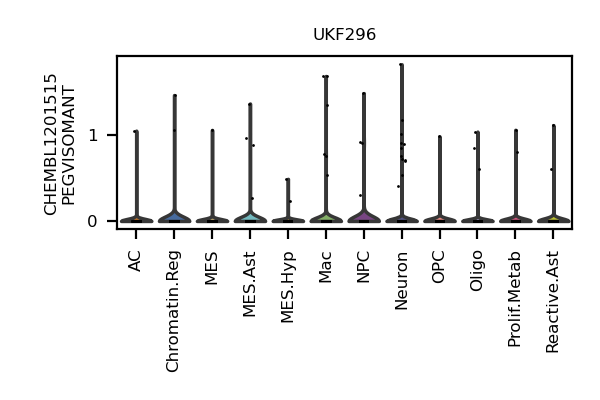 UKF296
CHEMBL1201515
PEGVISOMANT
1
0
AC
Chromatin.Reg
MES
MES.Ast
MES.Hyp
Mac
NPC
Neuron
OPC
Oligo
Prolif.Metab
Reactive.Ast